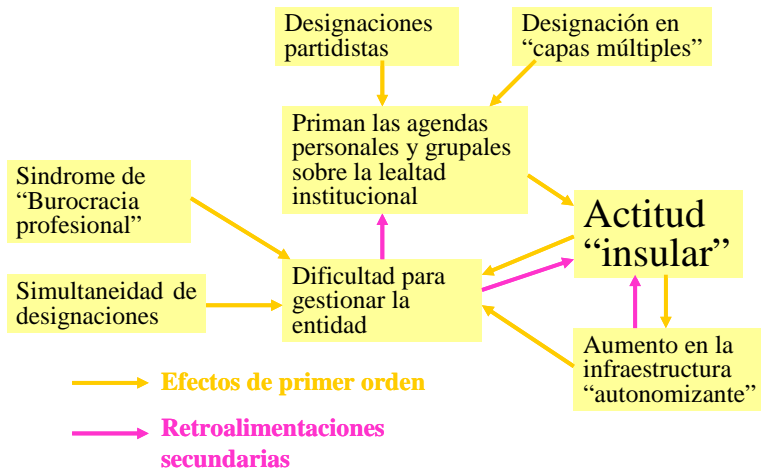 Designaciones
partidistas
Designación en
“capas múltiples”
Priman las agendas
personales y grupales
sobre la lealtad
institucional
Sindrome de
“Burocracia
profesional”
Actitud
“insular”
Simultaneidad de
designaciones
Dificultad para
gestionar la
entidad
Aumento en la
infraestructura
“autonomizante”
Efectos de primer orden
Retroalimentaciones
secundarias